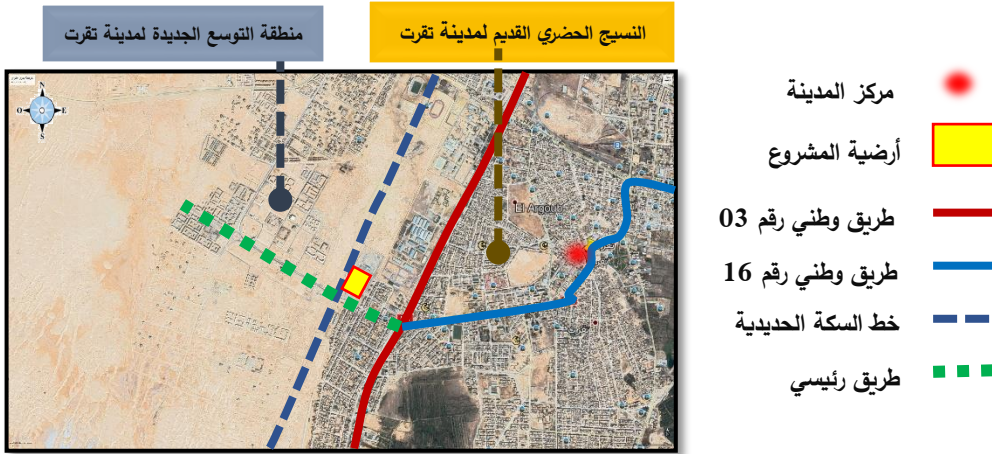 منطقة التوسع الجديدة لمدينة تقرت
النسيج الحضري القديم لمدينة تقرت
N
O
E
S
El Argoub
مركز المدينة
أرضية المشروع
طريق وطني رقم 03
طريق وطني رقم 16
خط السكة الحديدية
طريق رئيسي